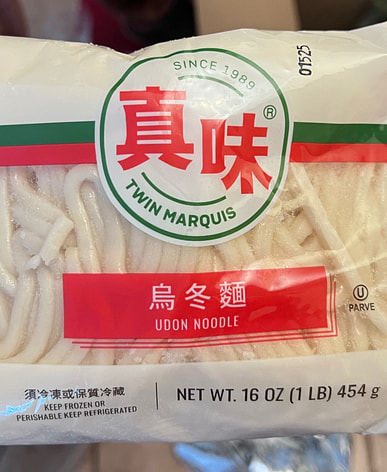 01525
SINCE 1989
真味®
TWIN MARQUIS
烏冬麵
UDON NOODLE
U
PARVE
須冷凍或保質冷藏
KEEP FROZEN OR
PERISHABLE KEEP REFRIGERATED
NET WT. 16 OZ (1 LB) 454 g